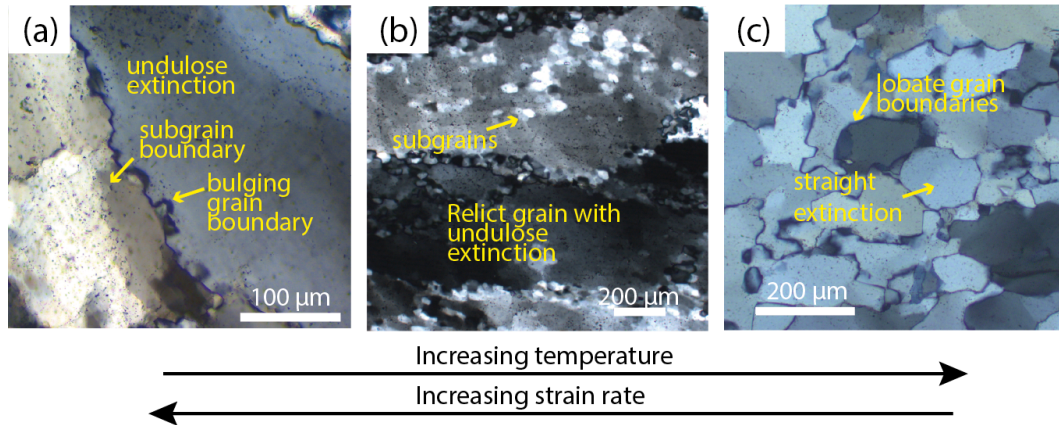 (a)
undulose
extinction
subgrain
boundary
bulging
grain
boundary
100 μm
(b)
subgrains
Relict grain with
undulose
extinction
200 μm
(c)
lobate grain
boundaries
straight
extinction
200 μm
Increasing temperature
Increasing strain rate